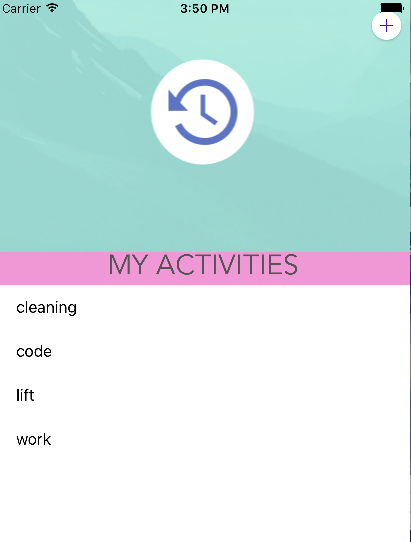 Carrier 3:50 PM
MY ACTIVITIES
cleaning
code
lift
work